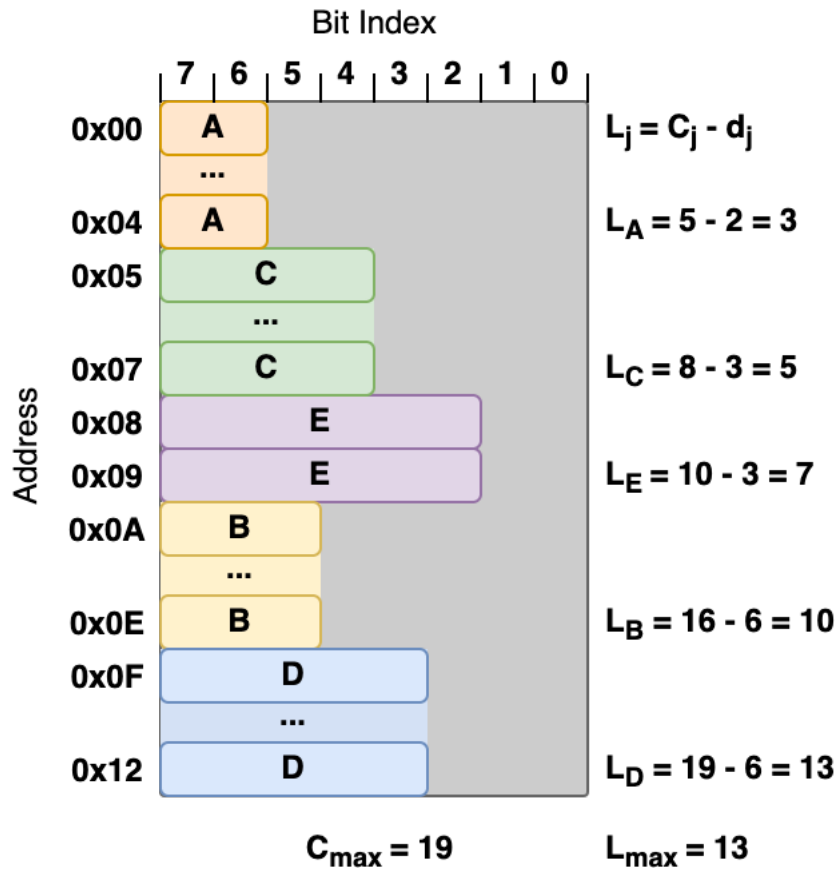 Bit Index
7 6 5 4 3 2 1 0
0x00 A L_j = C_j - d_j
...
0x04 A L_A = 5 - 2 = 3
0x05 C
...
0x07 C L_C = 8 - 3 = 5
0x08 E
0x09 E L_E = 10 - 3 = 7
0x0A B
...
0x0E B L_B = 16 - 6 = 10
0x0F D
...
0x12 D L_D = 19 - 6 = 13
Address
C_max = 19 L_max = 13